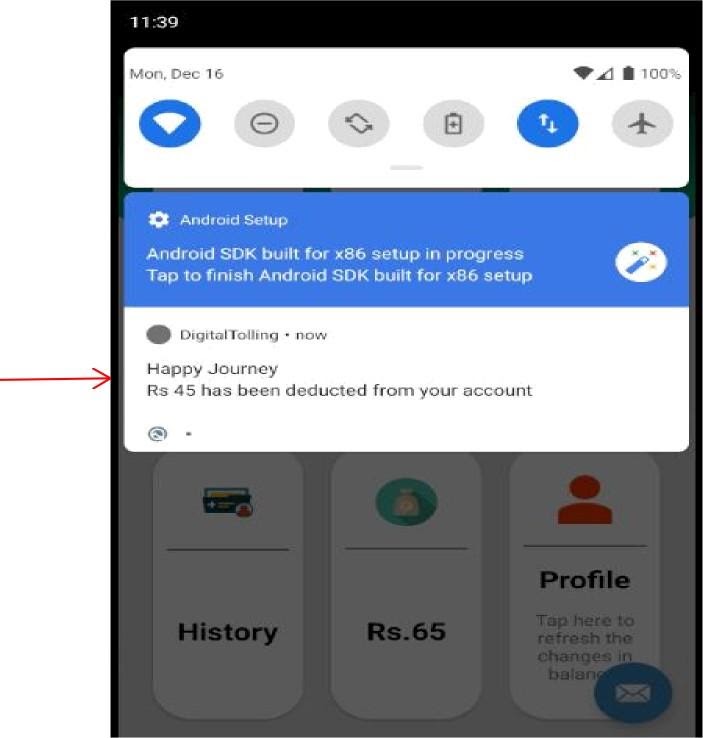 11:39
Mon, Dec 16
100%
Android Setup
Android SDK built for x86 setup in progress
Tap to finish Android SDK built for x86 setup
DigitalTolling • now
Happy Journey
Rs 45 has been deducted from your account
History
Rs.65
Profile
Tap here to
refresh the
changes in